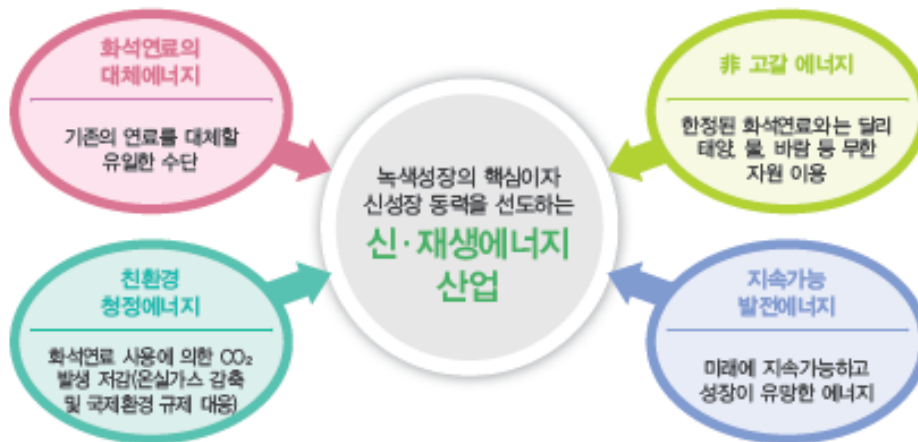 화석연료의
대체에너지
기존의 연료를 대체할
유일한 수단
非 고갈 에너지
한정된 화석연료와는 달리
태양, 물, 바람 등 무한
자원 이용
녹색성장의 핵심이자
신성장 동력을 선도하는
신·재생에너지
산업
친환경
청정에너지
화석연료 사용에 의한 CO₂
발생 저감(온실가스 감축
및 국제환경 규제 대응)
지속가능
발전에너지
미래에 지속가능하고
성장이 유망한 에너지